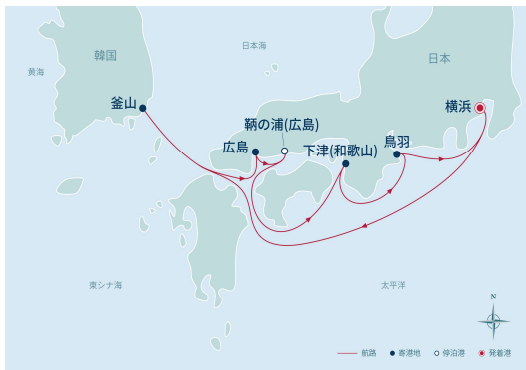 韓国
日本海
日本
黄海
釜山
横浜
鞆の浦(広島)
広島
下津(和歌山)
鳥羽
東シナ海
太平洋
N
航路
寄港地
停泊港
発着港